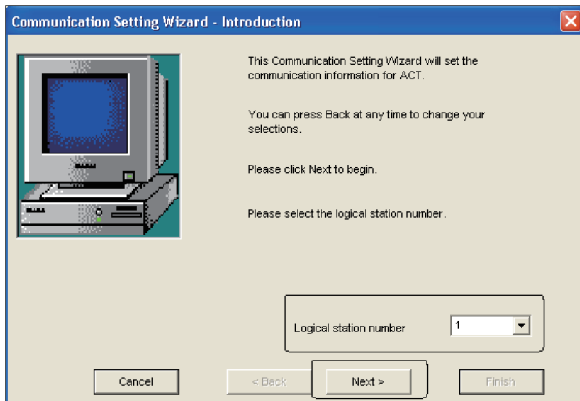 Communication Setting Wizard - Introduction
This Communication Setting Wizard will set the
communication information for ACT.
You can press Back at any time to change your
selections.
Please click Next to begin.
Please select the logical station number.
Logical station number 1
Cancel < Back Next > Finish